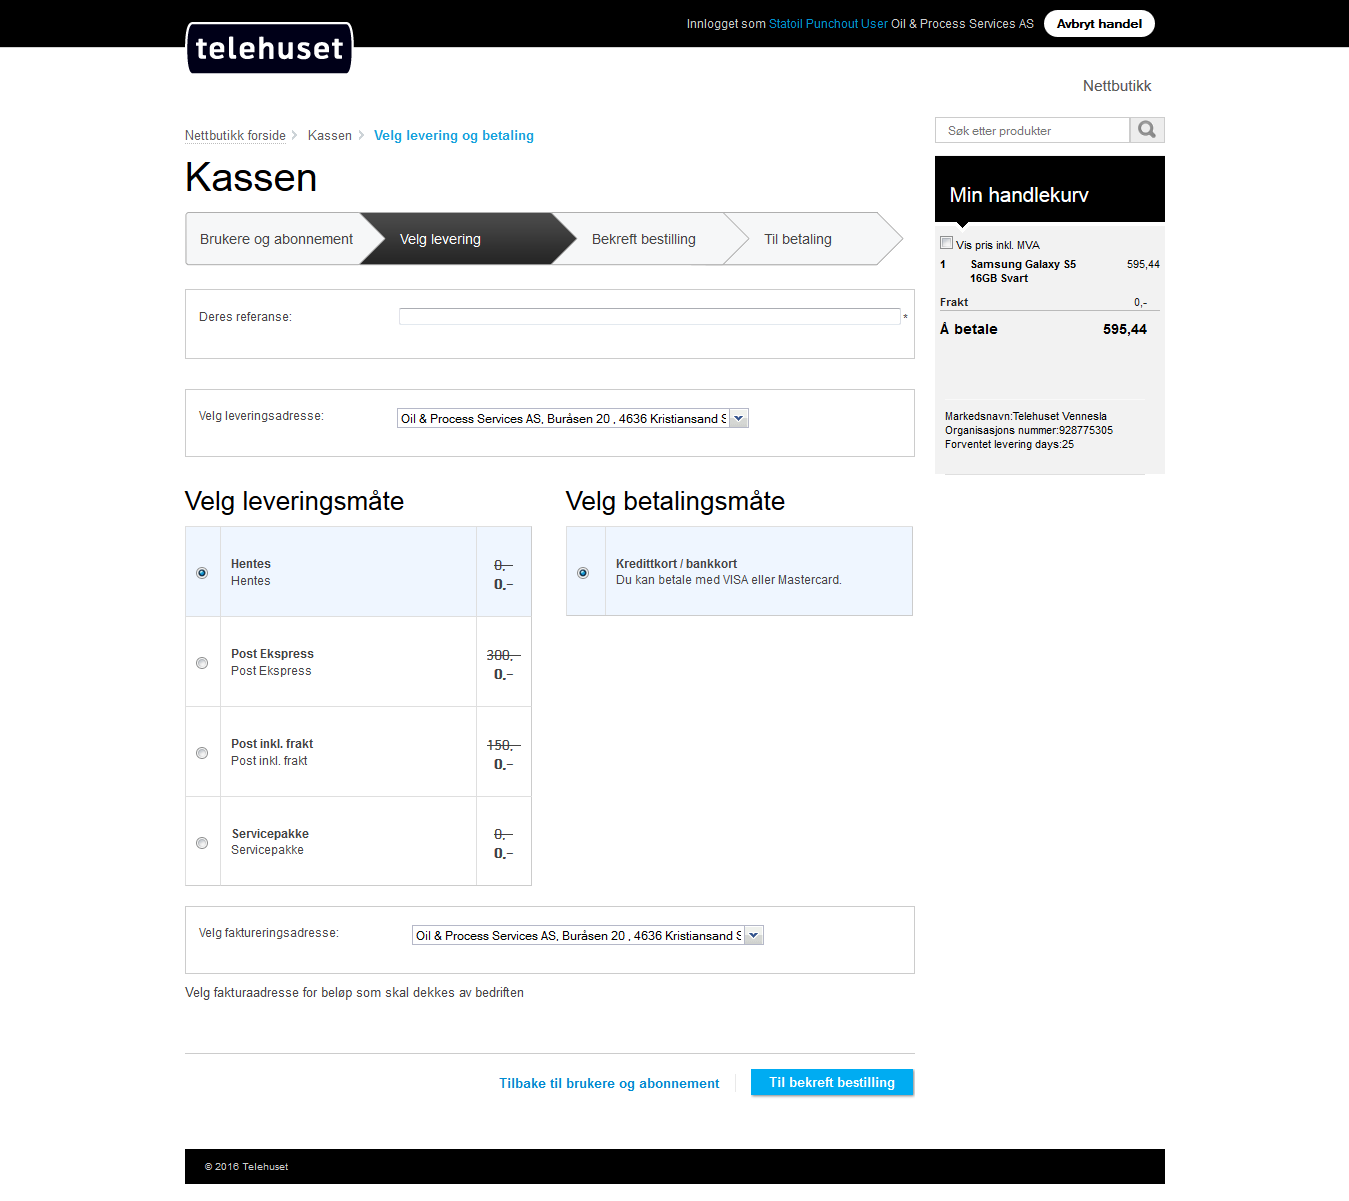 telehuset
Innlogget som Statoil Punchout User Oil & Process Services AS
Avbryt handel
Nettbutikk
Nettbutikk forside
Kassen
Velg levering og betaling
Søk etter produkter
Kassen
Brukere og abonnement
Velg levering
Bekreft bestilling
Til betaling
Min handlekurv
Vis pris inkl. MVA
1 Samsung Galaxy S5 595,44
16GB Svart
Frakt 0,-
Å betale 595,44
Markedsnavn:Telehuset Vennesla
Organisasjons nummer:928775305
Forventet levering days:25
Deres referanse: *
Velg leveringsadresse:
Oil & Process Services AS, Buråsen 20 , 4636 Kristiansand S
Velg leveringsmåte
Hentes
Hentes
0,-
0,-
Post Ekspress
Post Ekspress
300,-
0,-
Post inkl. frakt
Post inkl. frakt
150,-
0,-
Servicepakke
Servicepakke
0,-
0,-
Velg betalingsmåte
Kredittkort / bankkort
Du kan betale med VISA eller Mastercard.
Velg faktureringsadresse:
Oil & Process Services AS, Buråsen 20 , 4636 Kristiansand S
Velg fakturaadresse for beløp som skal dekkes av bedriften
Tilbake til brukere og abonnement
Til bekreft bestilling
© 2016 Telehuset